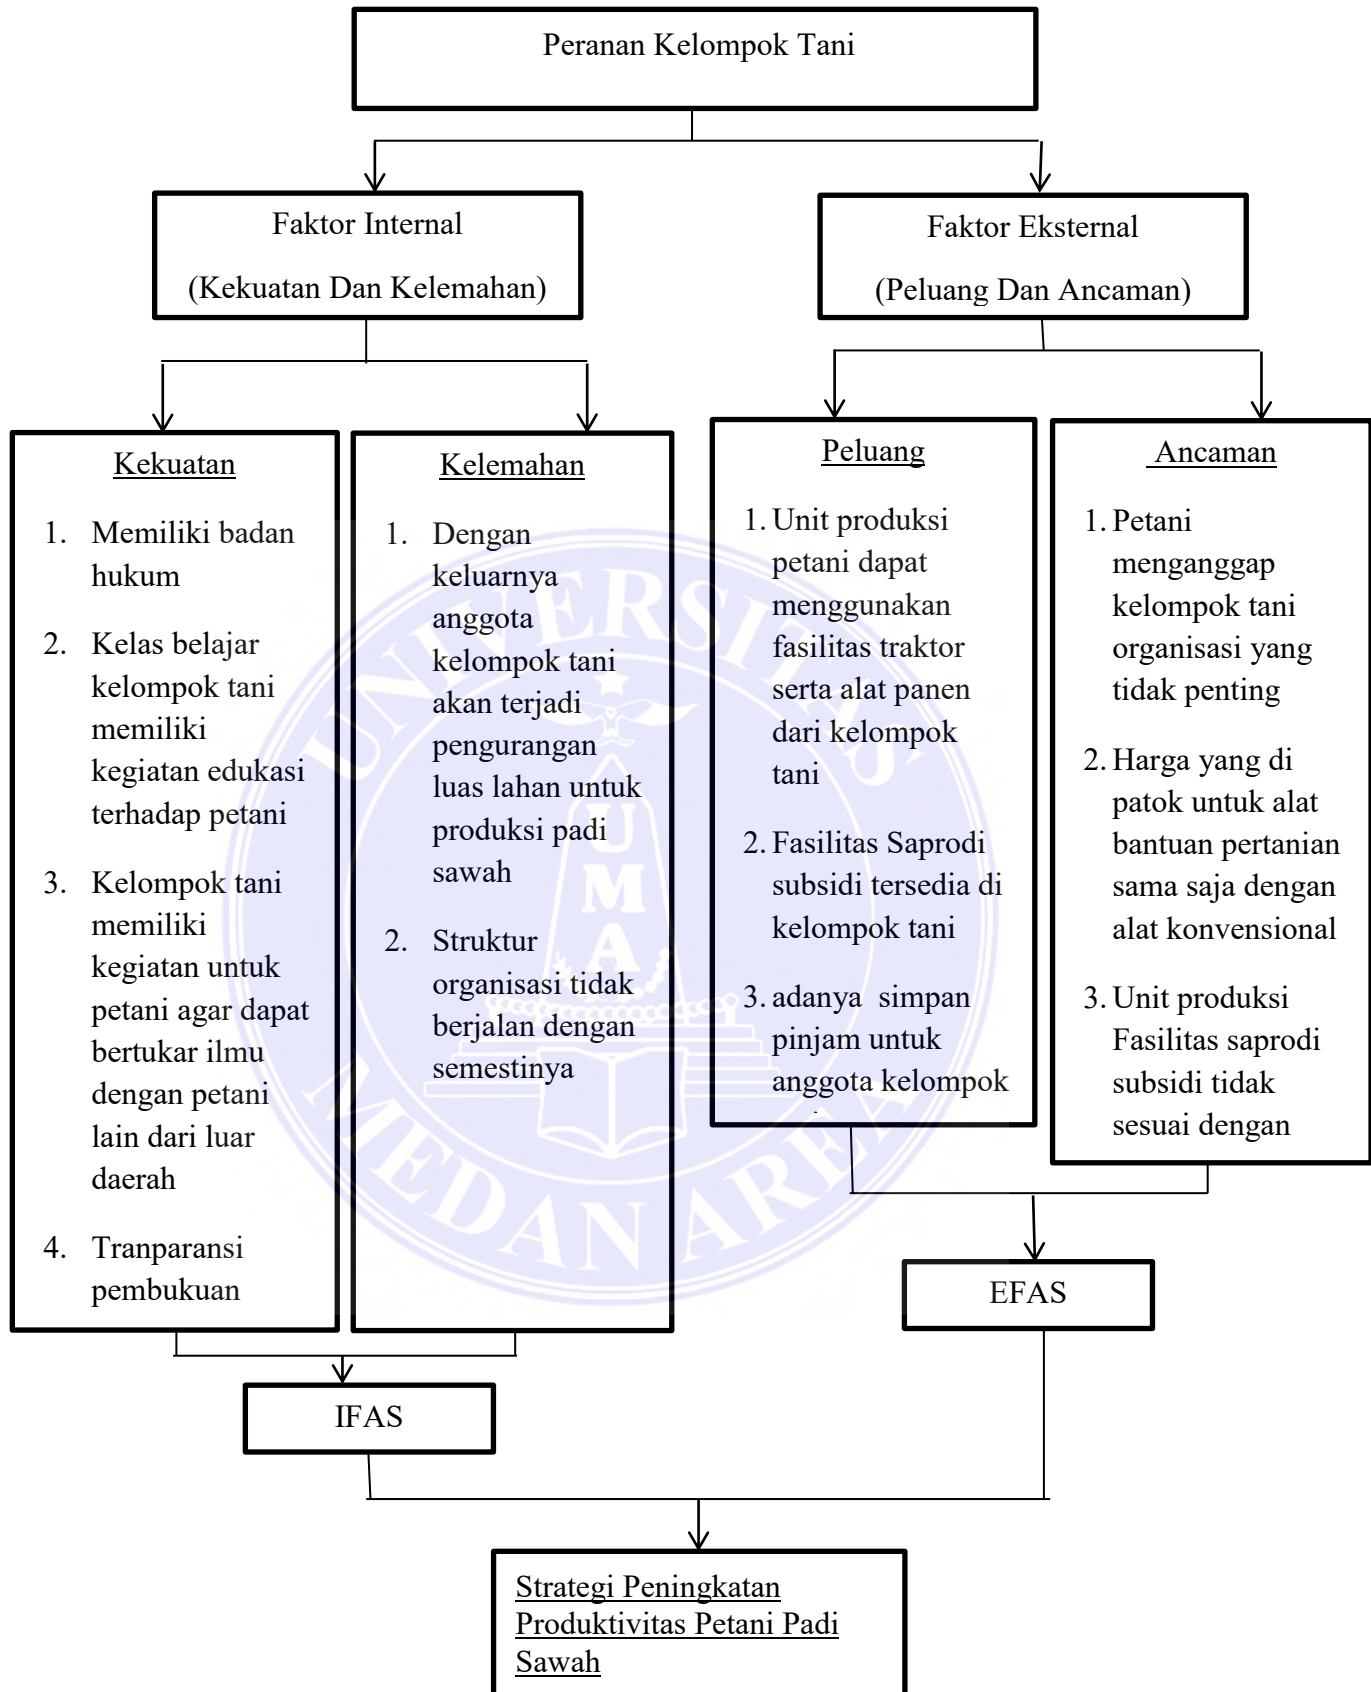 Peranan Kelompok Tani
Faktor Internal
(Kekuatan Dan Kelemahan)
Faktor Eksternal
(Peluang Dan Ancaman)
Kekuatan
1. Memiliki badan
hukum
2. Kelas belajar
kelompok tani
memiliki
kegiatan edukasi
terhadap petani
3. Kelompok tani
memiliki
kegiatan untuk
petani agar dapat
bertukar ilmu
dengan petani
lain dari luar
daerah
4. Tranparansi
pembukuan
Kelemahan
1. Dengan
keluarnya
anggota
kelompok tani
akan terjadi
pengurangan
luas lahan untuk
produksi padi
sawah
2. Struktur
organisasi tidak
berjalan dengan
semestinya
Peluang
1. Unit produksi
petani dapat
menggunakan
fasilitas traktor
serta alat panen
dari kelompok
tani
2. Fasilitas Saprodi
subsidi tersedia di
kelompok tani
3. adanya simpan
pinjam untuk
anggota kelompok
Ancaman
1. Petani
menganggap
kelompok tani
organisasi yang
tidak penting
2. Harga yang di
patok untuk alat
bantuan pertanian
sama saja dengan
alat konvensional
3. Unit produksi
Fasilitas saprodi
subsidi tidak
sesuai dengan
IFAS
EFAS
Strategi Peningkatan
Produktivitas Petani Padi
Sawah
UNIVERSITAS
MEDAN AREA
UMA